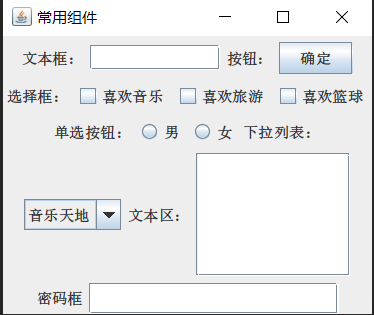 常用组件
文本框： 按钮： 确定
选择框： 喜欢音乐 喜欢旅游 喜欢篮球
单选按钮： 男 女 下拉列表：
音乐天地 文本区：
密码框